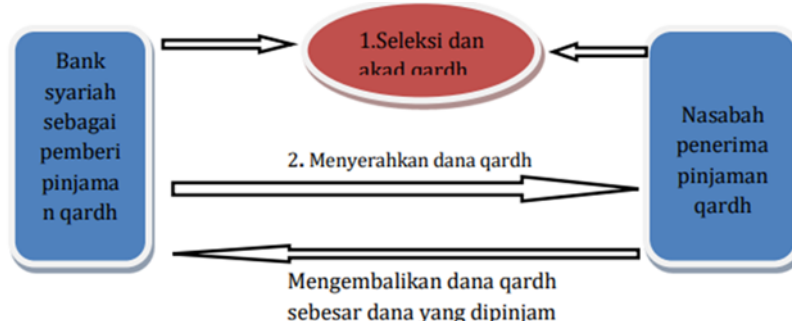 Bank
syariah
sebagai
pemberi
pinjama
n qardh
1.Seleksi dan
akad qardh
2. Menyerahkan dana qardh
Mengembalikan dana qardh
sebesar dana yang dipinjam
Nasabah
penerima
pinjaman
qardh